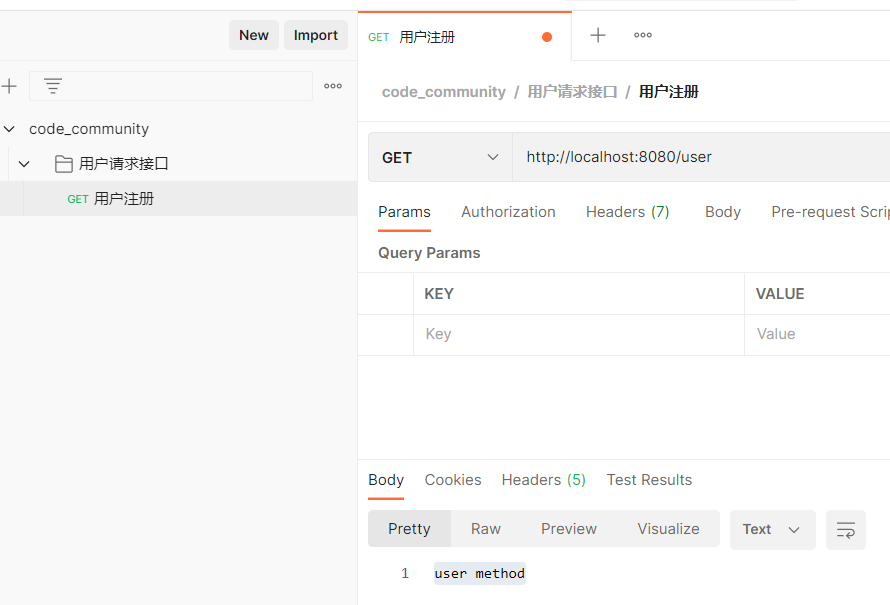 New Import
GET 用户注册
code_community / 用户请求接口 / 用户注册
code_community
用户请求接口
GET 用户注册
GET http://localhost:8080/user
Params Authorization Headers (7) Body Pre-request Scri
Query Params
KEY VALUE
Key Value
Body Cookies Headers (5) Test Results
Pretty Raw Preview Visualize Text
1 user method